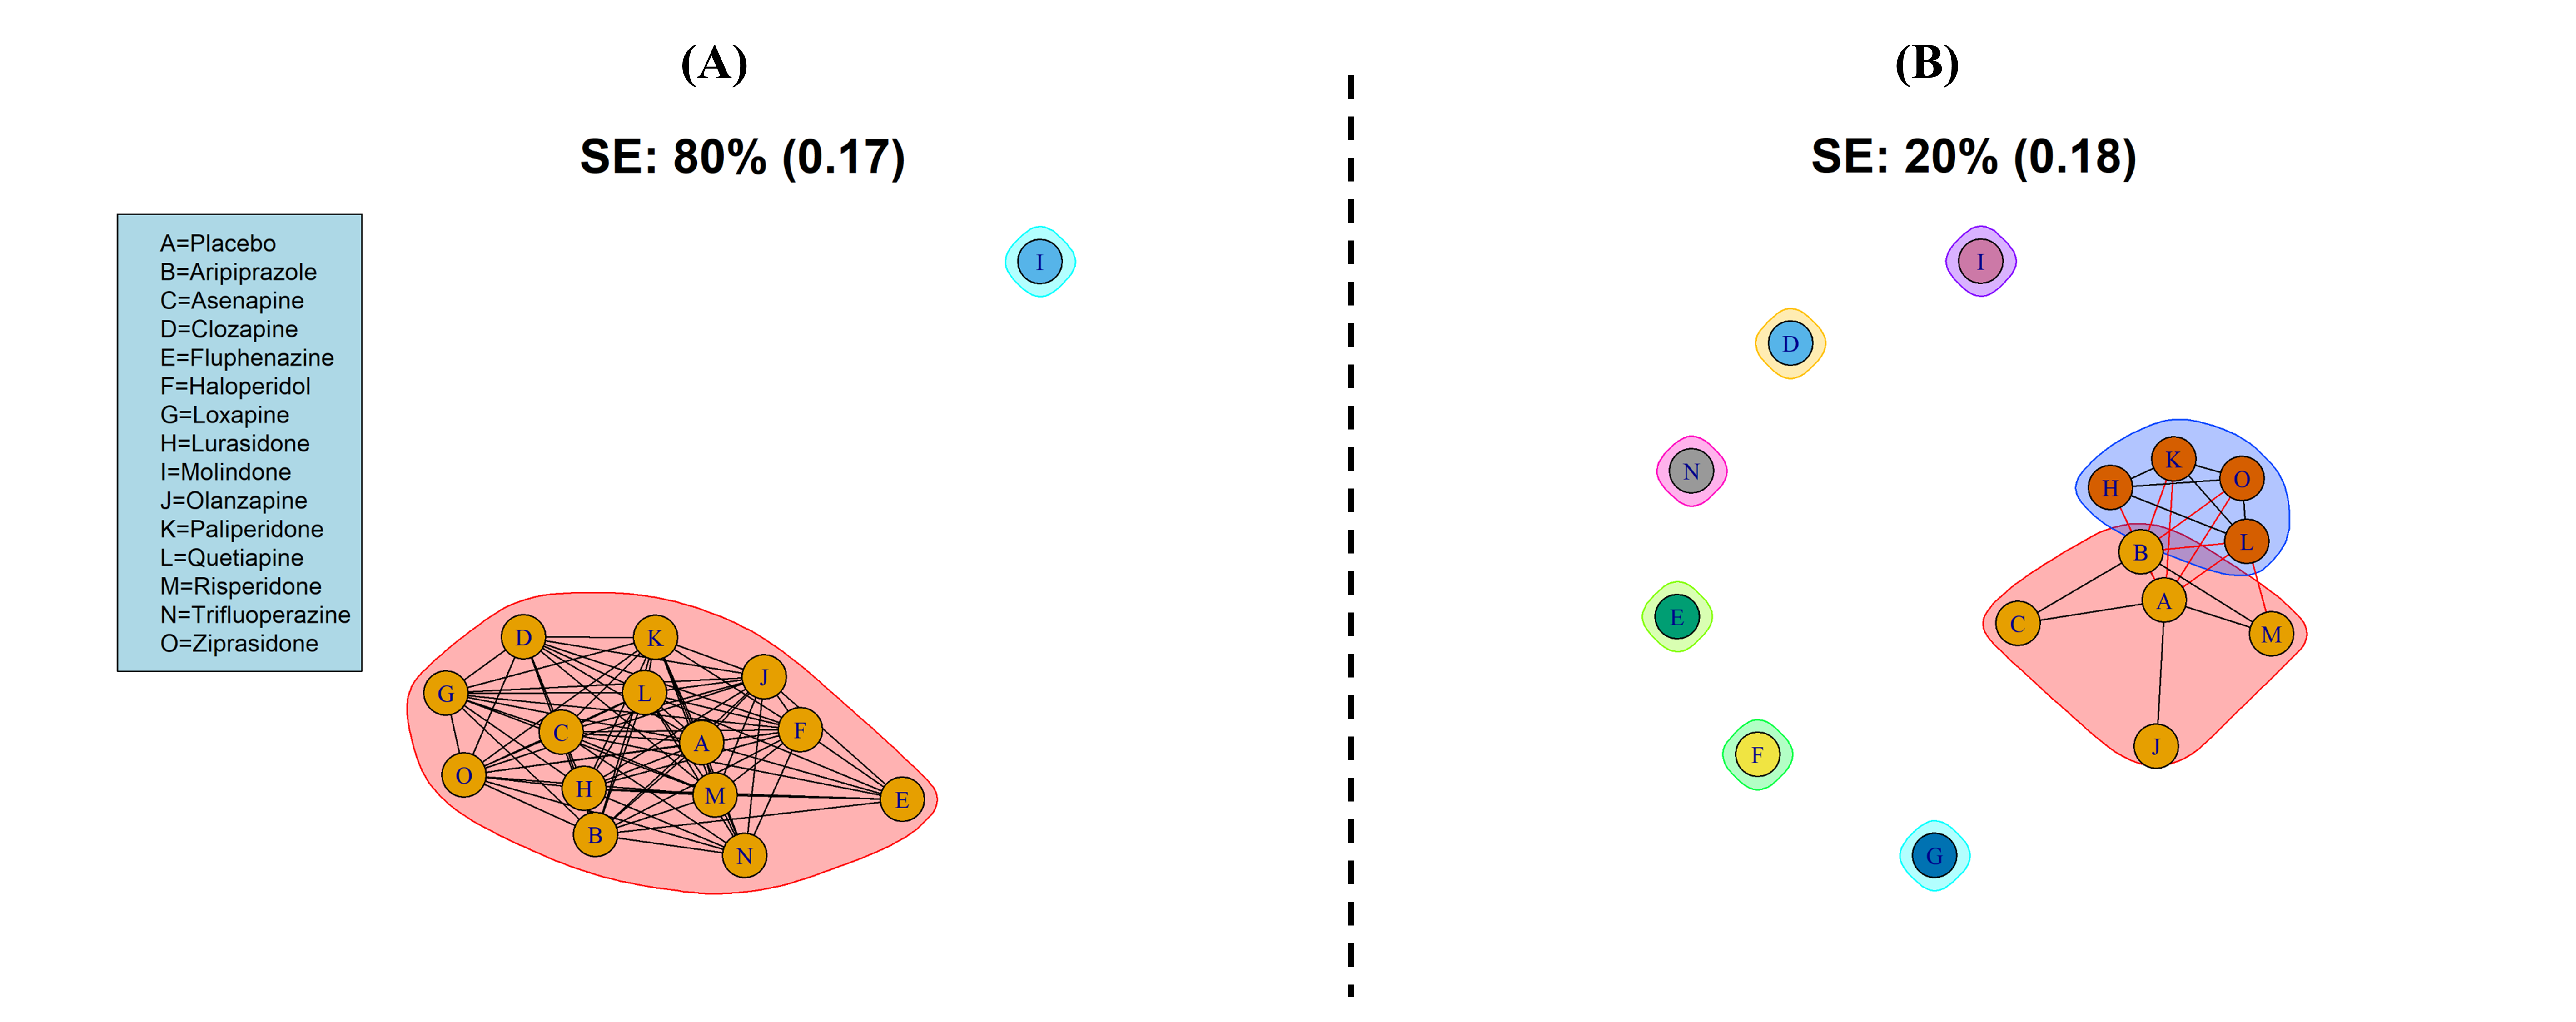 (A)
SE: 80% (0.17)
A=Placebo
B=Aripiprazole
C=Asenapine
D=Clozapine
E=Fluphenazine
F=Haloperidol
G=Loxapine
H=Lurasidone
I=Molindone
J=Olanzapine
K=Paliperidone
L=Quetiapine
M=Risperidone
N=Trifluoperazine
O=Ziprasidone
I
D
K
J
G
L
C
A
F
O
H
M
E
B
N
(B)
SE: 20% (0.18)
I
D
K
N
O
H
L
B
A
E
C
M
J
F
G